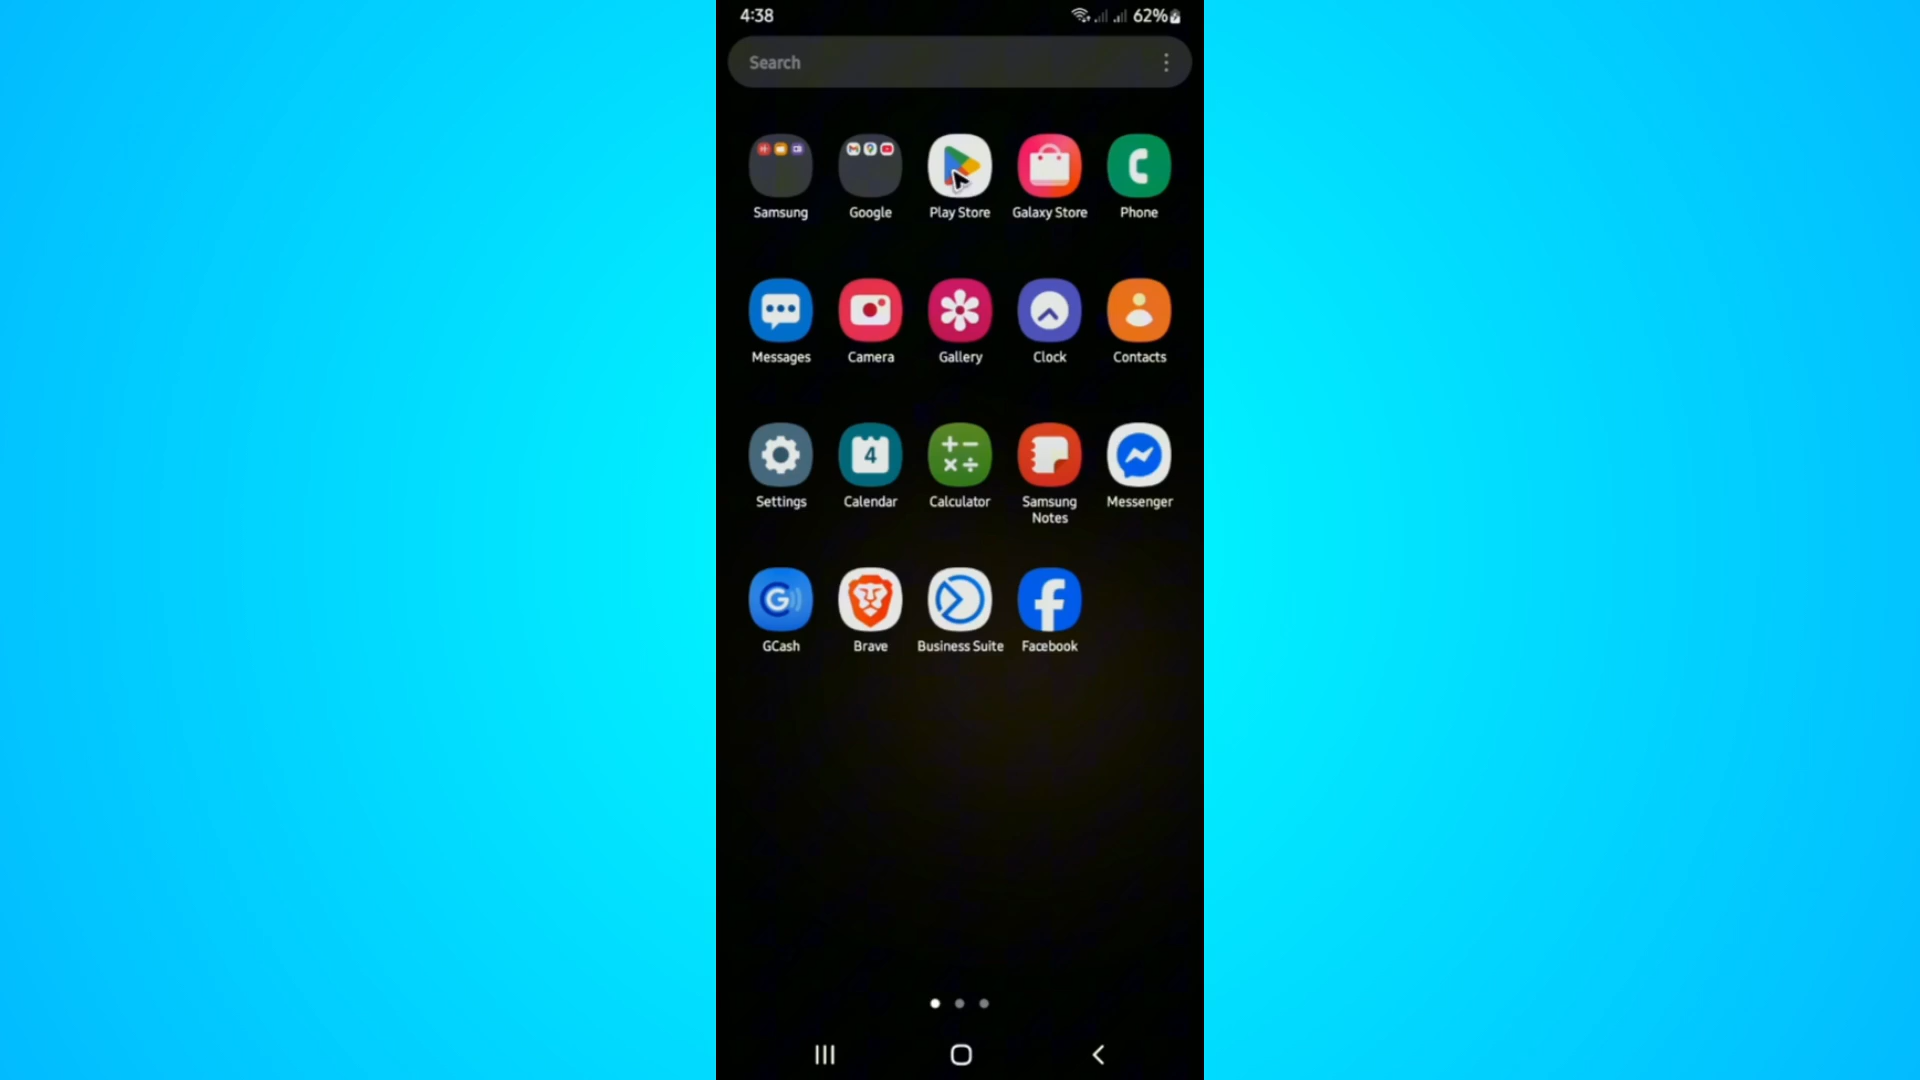 4:38
62%
Search
Samsung
Google
Play Store
Galaxy Store
Phone
Messages
Camera
Gallery
Clock
Contacts
4
Settings
Calendar
Calculator
Samsung
Notes
Messenger
G
GCash
Brave
Business Suite
f
Facebook